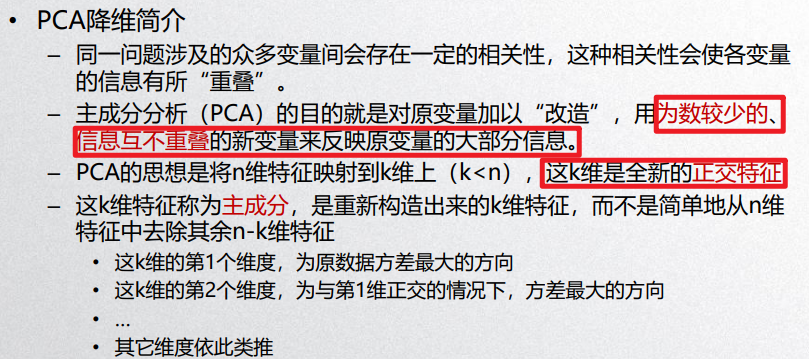 • PCA降维简介
– 同一问题涉及的众多变量间会存在一定的相关性，这种相关性会使各变量
的信息有所“重叠”。
– 主成分分析（PCA）的目的就是对原变量加以“改造”，用为数较少的、
信息互不重叠的新变量来反映原变量的大部分信息。
– PCA的思想是将n维特征映射到k维上（k<n），这k维是全新的正交特征
– 这k维特征称为主成分，是重新构造出来的k维特征，而不是简单地从n维
特征中去除其余n-k维特征
• 这k维的第1个维度，为原数据方差最大的方向
• 这k维的第2个维度，为与第1维正交的情况下，方差最大的方向
• ...
• 其它维度依此类推